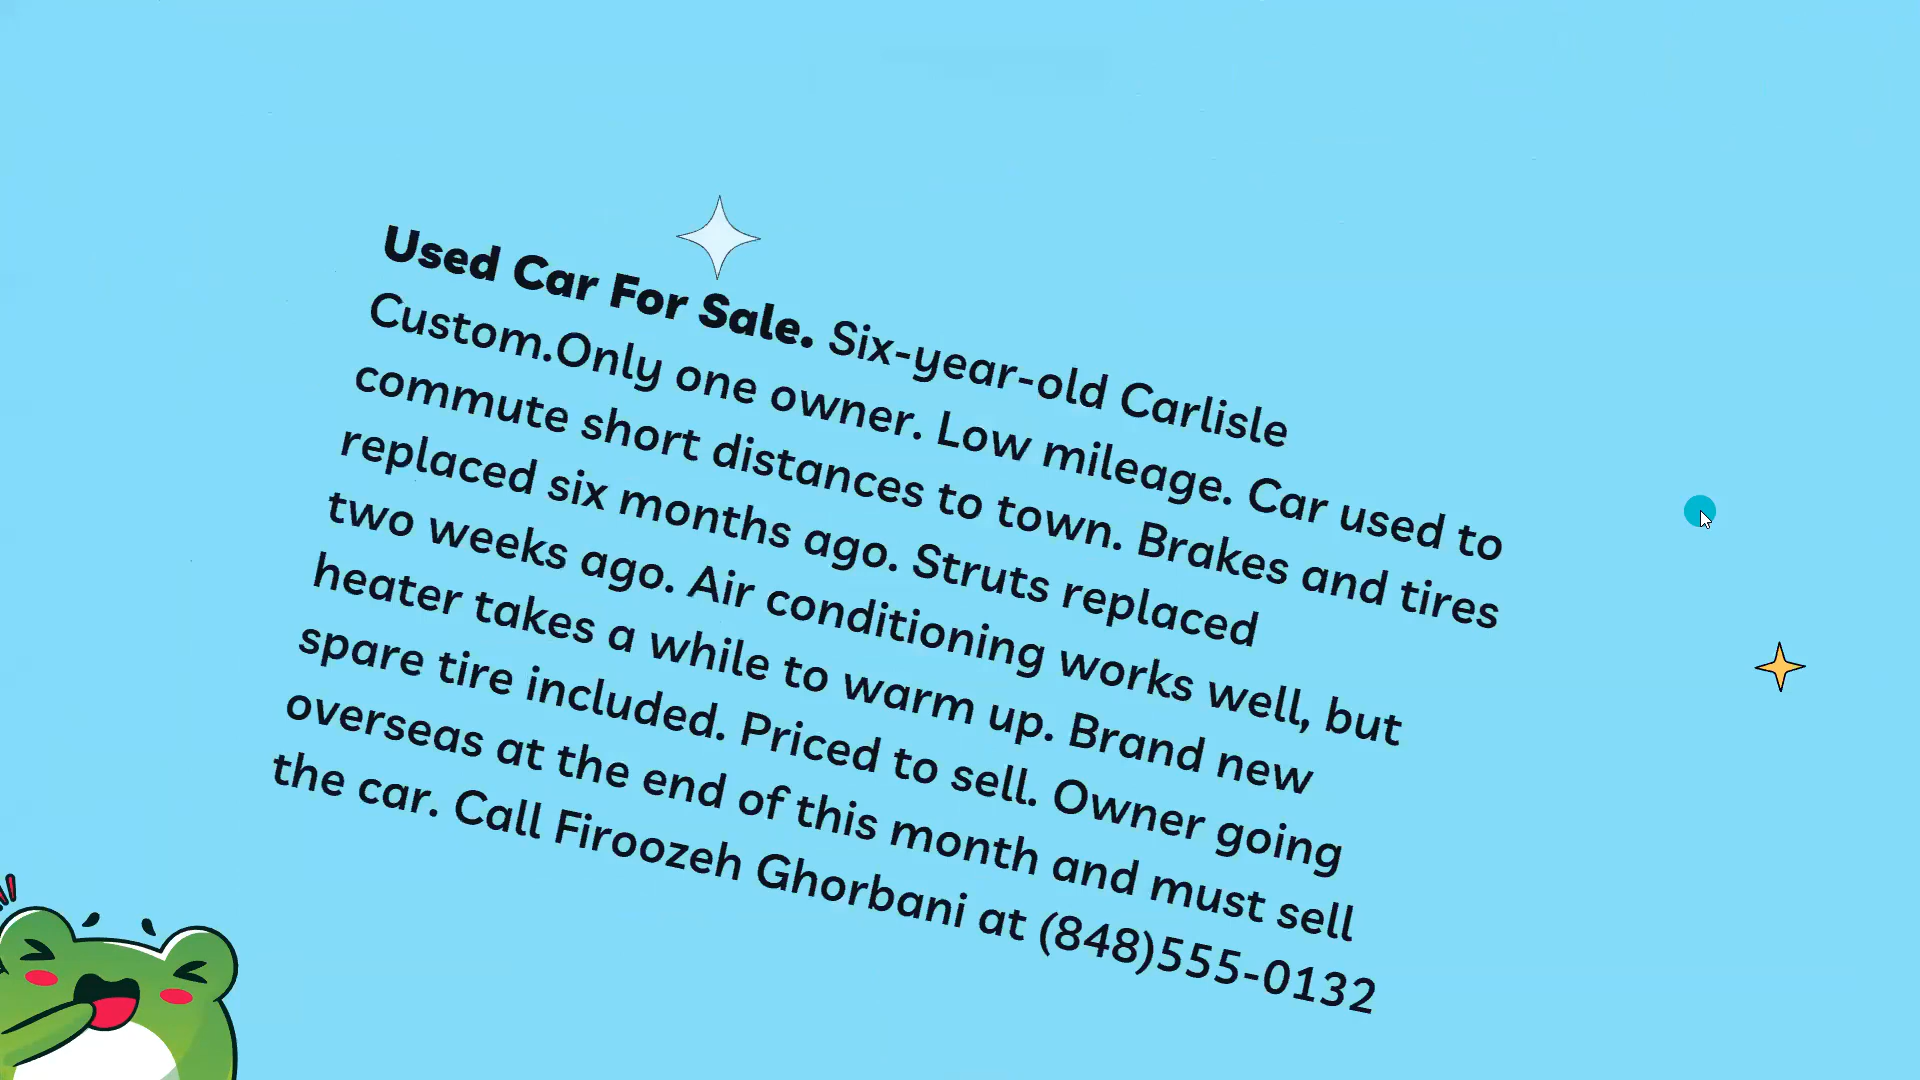 Used Car For Sale. Six-year-old Carlisle
Custom.Only one owner. Low mileage. Car used to
commute short distances to town. Brakes and tires
replaced six months ago. Struts replaced
two weeks ago. Air conditioning works well, but
heater takes a while to warm up. Brand new
spare tire included. Priced to sell. Owner going
overseas at the end of this month and must sell
the car. Call Firoozeh Ghorbani at (848)555-0132